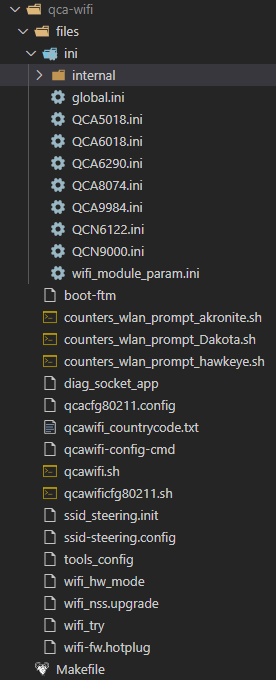 qca-wifi
files
ini
internal
global.ini
QCA5018.ini
QCA6018.ini
QCA6290.ini
QCA8074.ini
QCA9984.ini
QCN6122.ini
QCN9000.ini
wifi_module_param.ini
boot-ftm
counters_wlan_prompt_akronite.sh
counters_wlan_prompt_Dakota.sh
counters_wlan_prompt_hawkeye.sh
diag_socket_app
qcacfg80211.config
qcawifi_countrycode.txt
qcawifi-config-cmd
qcawifi.sh
qcawificfg80211.sh
ssid_steering.init
ssid-steering.config
tools_config
wifi_hw_mode
wifi_nss.upgrade
wifi_try
wifi-fw.hotplug
Makefile